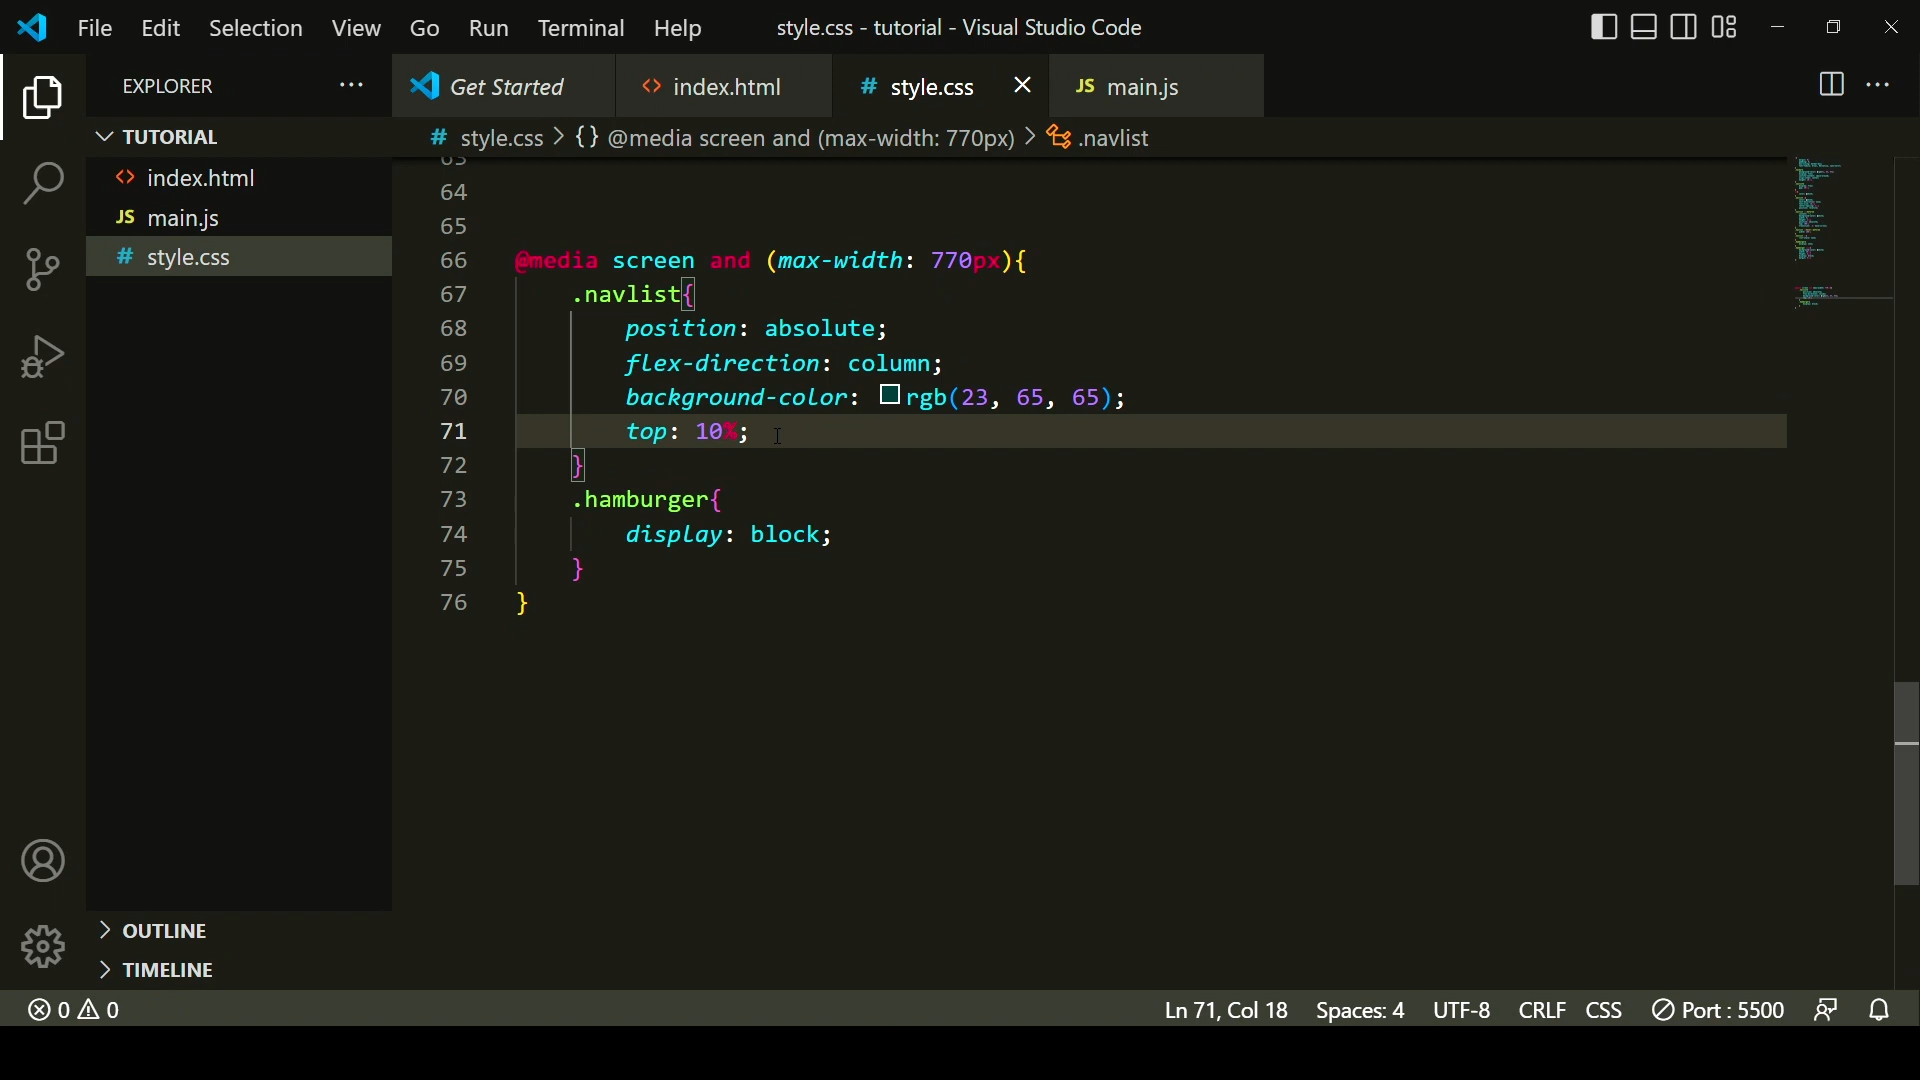 File Edit Selection View Go Run Terminal Help style.css - tutorial - Visual Studio Code
EXPLORER
Get Started
<> index.html
# style.css
JS main.js
TUTORIAL
# style.css > {} @media screen and (max-width: 770px) > .navlist
<> index.html
JS main.js
# style.css
63
64
65
66 @media screen and (max-width: 770px){
67 .navlist{
68 position: absolute;
69 flex-direction: column;
70 background-color: rgb(23, 65, 65);
71 top: 10%;
72 }
73 .hamburger{
74 display: block;
75 }
76 }
OUTLINE
TIMELINE
0 0 Ln 71, Col 18 Spaces: 4 UTF-8 CRLF CSS Port : 5500